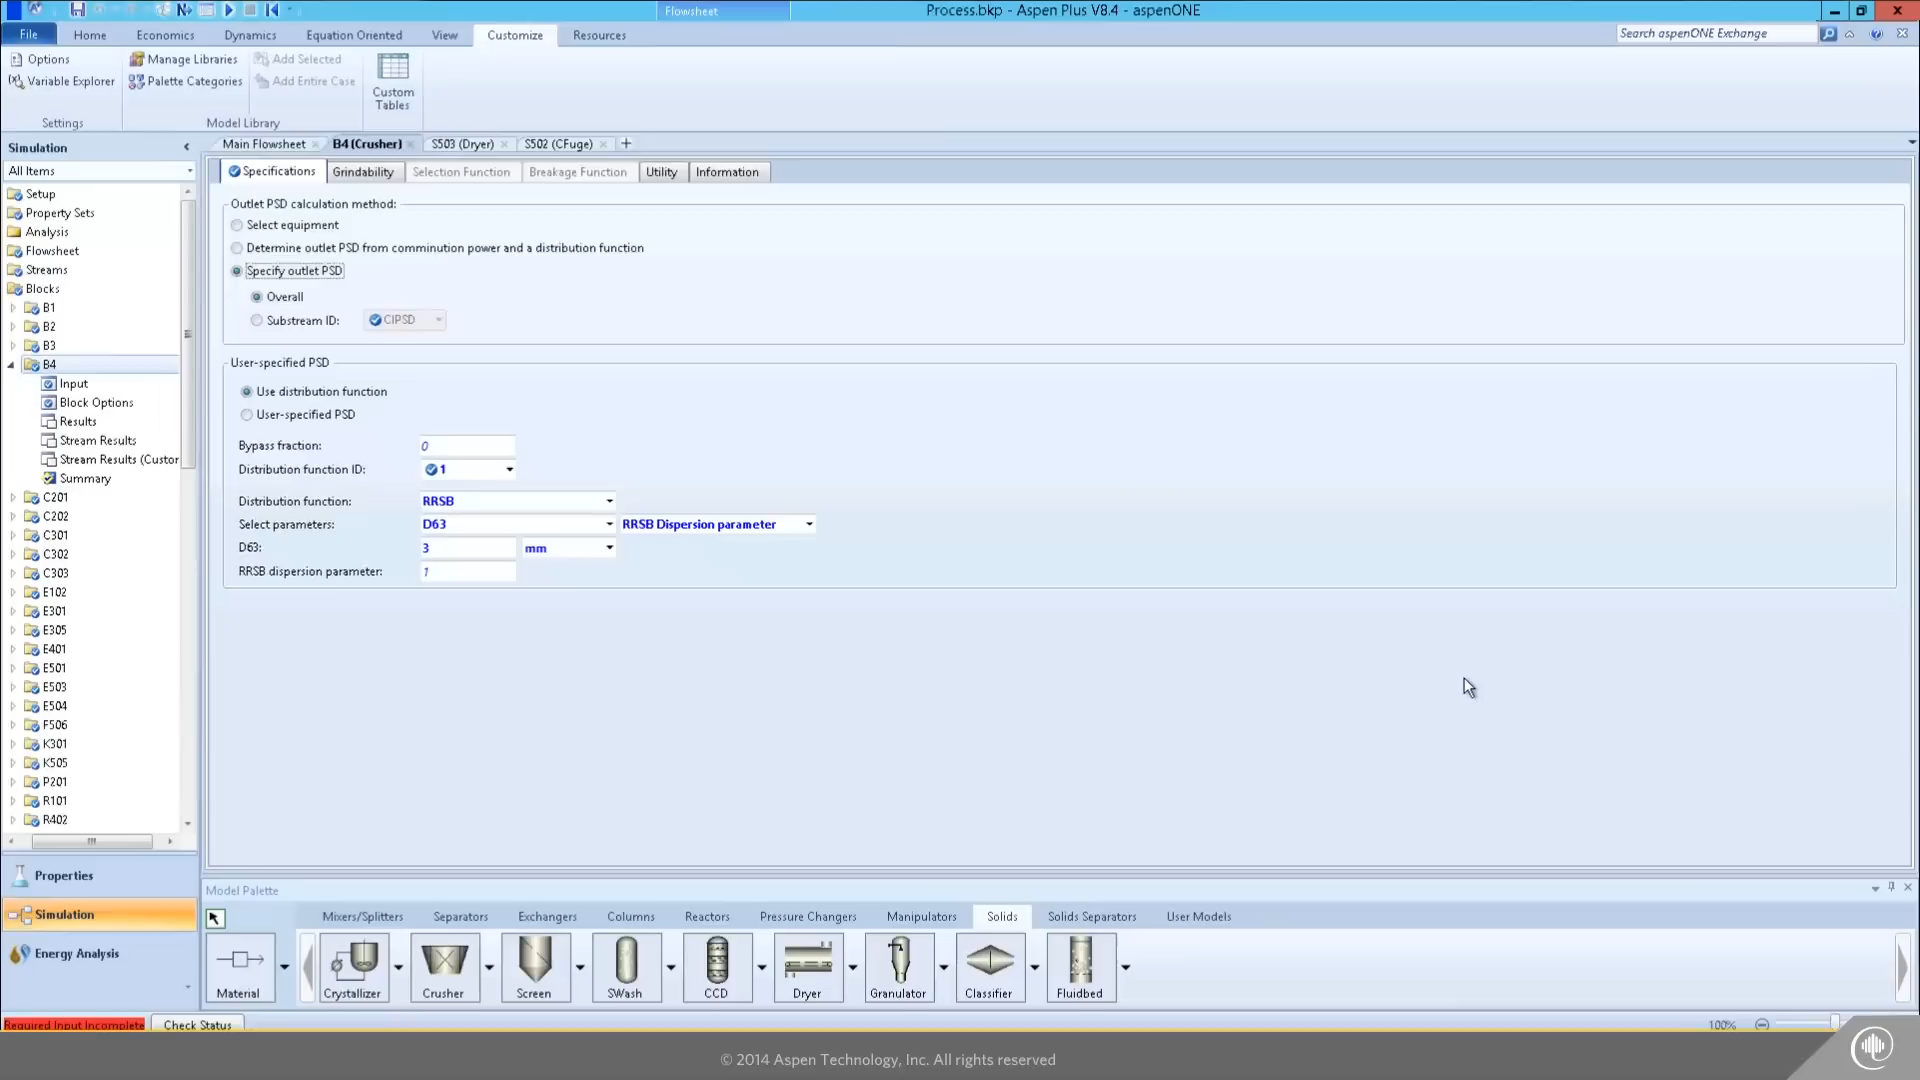 Flowsheet
Process.bkp - Aspen Plus V8.4 - aspenONE
File Home Economics Dynamics Equation Oriented View Customize Resources
Search aspenONE Exchange
Options
Manage Libraries
Add Selected
Variable Explorer
Palette Categories
Add Entire Case
Custom
Tables
Settings
Model Library
Simulation
Main Flowsheet B4 (Crusher) S503 (Dryer) S502 (CFuge) +
All Items
Specifications Grindability Selection Function Breakage Function Utility Information
Setup
Property Sets
Analysis
Flowsheet
Streams
Blocks
B1
B2
B3
B4
Input
Block Options
Results
Stream Results
Stream Results (Custor
Summary
C201
C202
C301
C302
C303
E102
E301
E305
E401
E501
E503
E504
F506
K301
K505
P201
R101
R402
Outlet PSD calculation method:
Select equipment
Determine outlet PSD from comminution power and a distribution function
Specify outlet PSD
Overall
Substream ID: CIPSD
User-specified PSD
Use distribution function
User-specified PSD
Bypass fraction: 0
Distribution function ID: 1
Distribution function: RRSB
Select parameters: D63 RRSB Dispersion parameter
D63: 3 mm
RRSB dispersion parameter: 1
Properties
Simulation
Energy Analysis
Model Palette
Mixers/Splitters Separators Exchangers Columns Reactors Pressure Changers Manipulators Solids Solids Separators User Models
Material Crystallizer Crusher Screen SWash CCD Dryer Granulator Classifier Fluidbed
Required Input Incomplete Check Status 100%
© 2014 Aspen Technology, Inc. All rights reserved